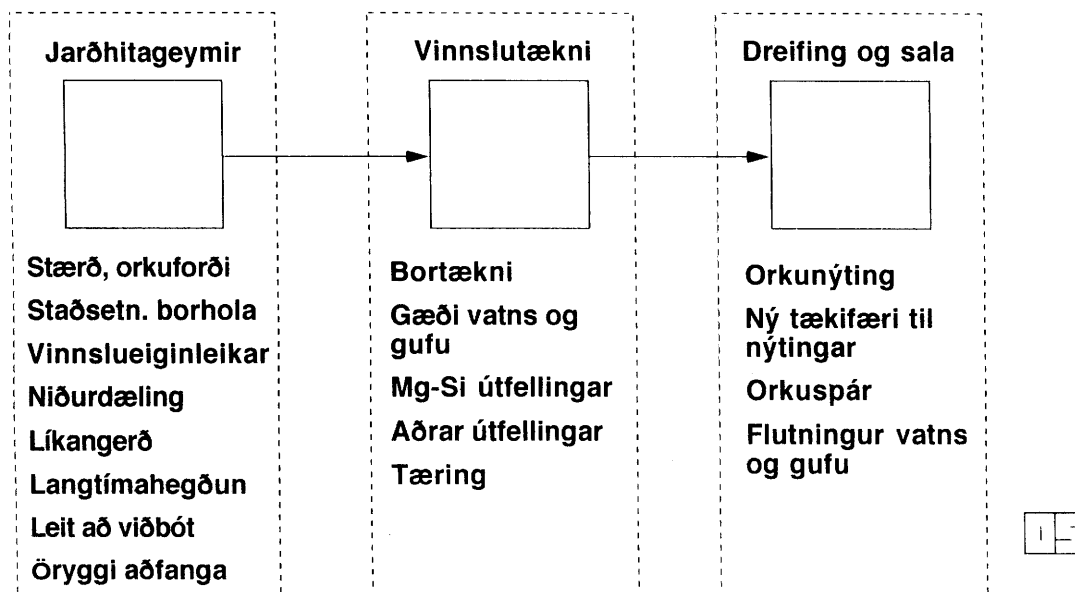 Jarðhitageymir
Stærð, orkuforði
Staðsetn. borhola
Vinnslueiginleikar
Niðurdæling
Líkangerð
Langtímahegðun
Leit að viðbót
Öryggi aðfanga
Vinnslutækni
Bortækni
Gæði vatns og
gufu
Mg-Si útfellingar
Aðrar útfellingar
Tæring
Dreifing og sala
Orkunýting
Ný tækifæri til
nýtingar
Orkuspár
Flutningur vatns
og gufu